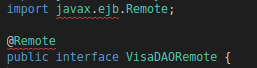 import javax.ejb.Remote;
@Remote
public interface VisaDAORemote {